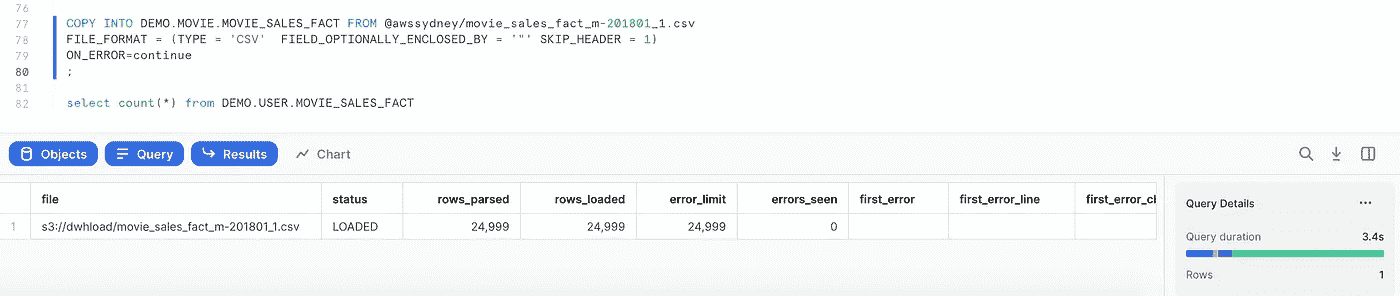 76
77 COPY INTO DEMO.MOVIE.MOVIE_SALES_FACT FROM @awssydney/movie_sales_fact_m-201801_1.csv
78 FILE_FORMAT = (TYPE = 'CSV'  FIELD_OPTIONALLY_ENCLOSED_BY = '"' SKIP_HEADER = 1)
79 ON_ERROR=continue
80 ;
81
82 select count(*) from DEMO.USER.MOVIE_SALES_FACT
Objects Query Results Chart
file status rows_parsed rows_loaded error_limit errors_seen first_error first_error_line first_error_cl
1 s3://dwhload/movie_sales_fact_m-201801_1.csv LOADED 24,999 24,999 24,999 0
Query Details ...
Query duration 3.4s
Rows 1